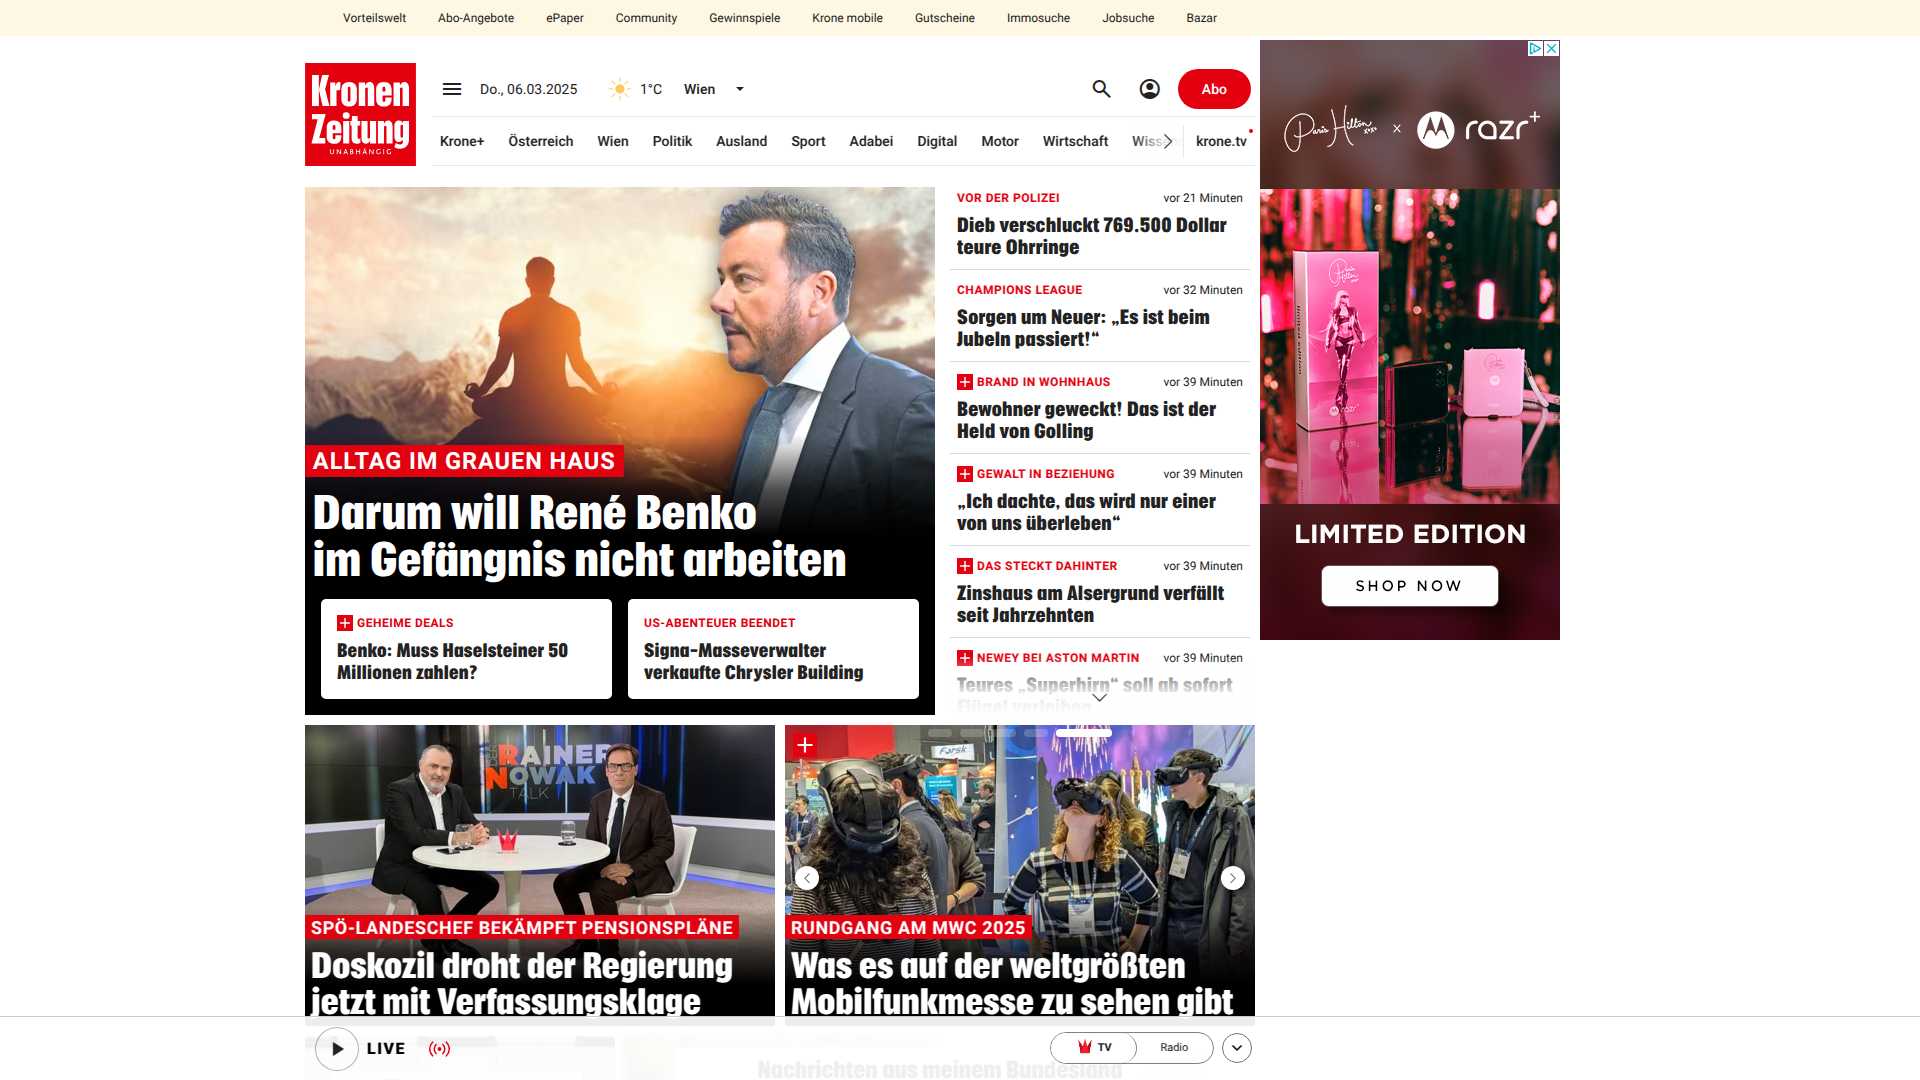 Vorteilswelt Abo-Angebote ePaper Community Gewinnspiele Krone mobile Gutscheine Immosuche Jobsuche Bazar
Kronen
Zeitung
UNABHÄNGIG
Do., 06.03.2025 1°C Wien
Abo
Krone+ Österreich Wien Politik Ausland Sport Adabei Digital Motor Wirtschaft Wiss krone.tv
Paris Hilton xoxo x razr+
LIMITED EDITION
SHOP NOW
ALLTAG IM GRAUEN HAUS
Darum will René Benko
im Gefängnis nicht arbeiten
GEHEIME DEALS
Benko: Muss Haselsteiner 50
Millionen zahlen?
US-ABENTEUER BEENDET
Signa-Masseverwalter
verkaufte Chrysler Building
VOR DER POLIZEI vor 21 Minuten
Dieb verschluckt 769.500 Dollar
teure Ohrringe
CHAMPIONS LEAGUE vor 32 Minuten
Sorgen um Neuer: „Es ist beim
Jubeln passiert!“
BRAND IN WOHNHAUS vor 39 Minuten
Bewohner geweckt! Das ist der
Held von Golling
GEWALT IN BEZIEHUNG vor 39 Minuten
„Ich dachte, das wird nur einer
von uns überleben“
DAS STECKT DAHINTER vor 39 Minuten
Zinshaus am Alsergrund verfällt
seit Jahrzehnten
NEWEY BEI ASTON MARTIN vor 39 Minuten
Teures „Superhirn“ soll ab sofort
Flügel verleihen
DER
RAINER
NOWAK
TALK
SPÖ-LANDESCHEF BEKÄMPFT PENSIONSPLÄNE
Doskozil droht der Regierung
jetzt mit Verfassungsklage
Farsk
RUNDGANG AM MWC 2025
Was es auf der weltgrößten
Mobilfunkmesse zu sehen gibt
LIVE
TV Radio
Nachrichten aus meinem Bundesland